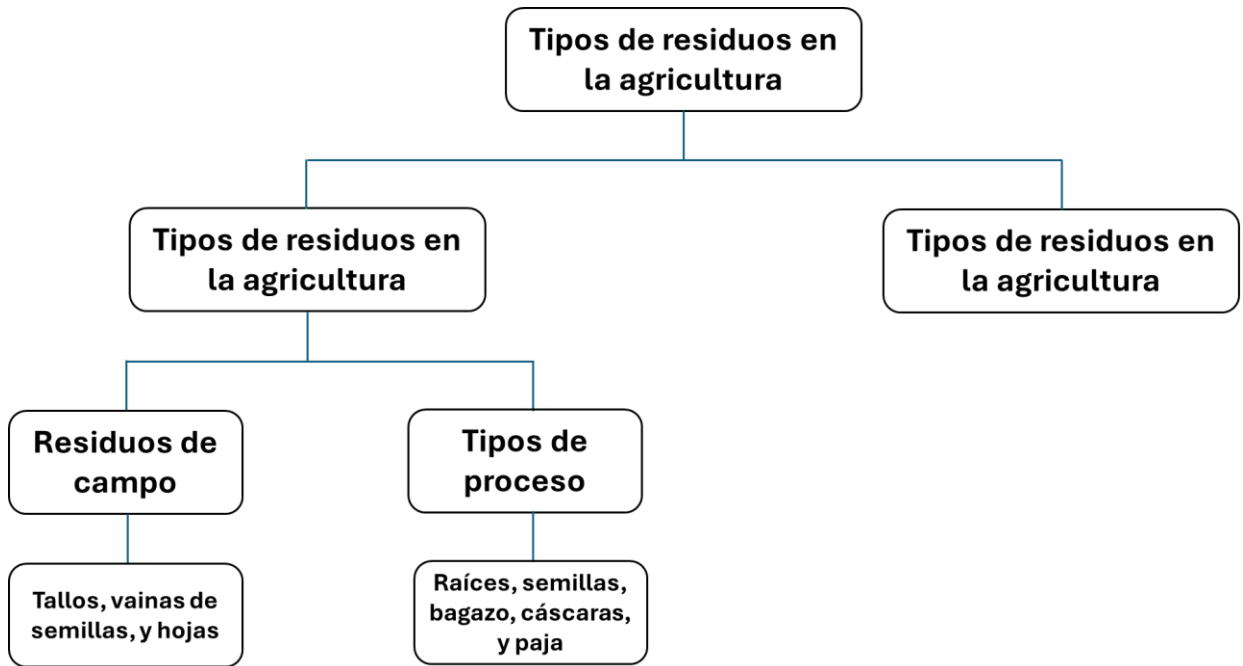 Tipos de residuos en
la agricultura
Tipos de residuos en
la agricultura
Tipos de residuos en
la agricultura
Residuos de
campo
Tipos de
proceso
Tallos, vainas de
semillas, y hojas
Raíces, semillas,
bagazo, cáscaras,
y paja